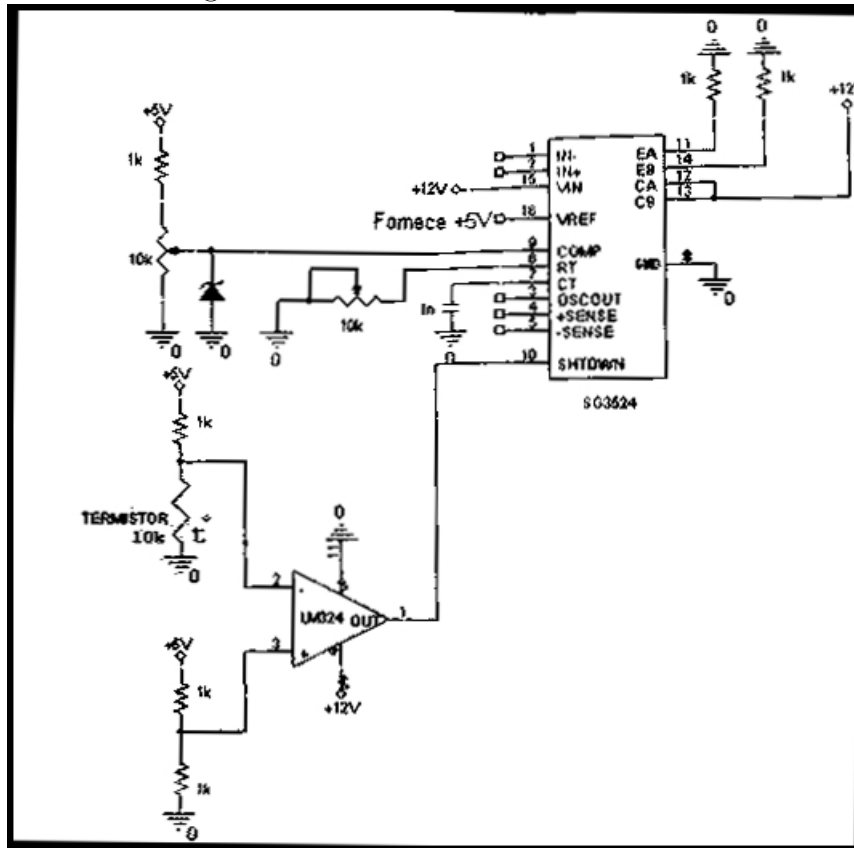 0 0
1k 1k
+12
+5V
1k
10k
0
0
1 IN-
2 IN+
+12V 15 VIN
Fornece +5V 16 VREF
9 COMP
6 RT
7 CT
3 OSCOUT
4 +SENSE
5 -SENSE
10 SHTDWN
11 EA
14 EB
12 CA
13 CB
8 GND
0
SG3524
10k
0
1n
0
+5V
1k
TERMISTOR
10k
t°
0
0
11
2 -
3 +
LM324
OUT 1
4
+12V
+5V
1k
1k
0